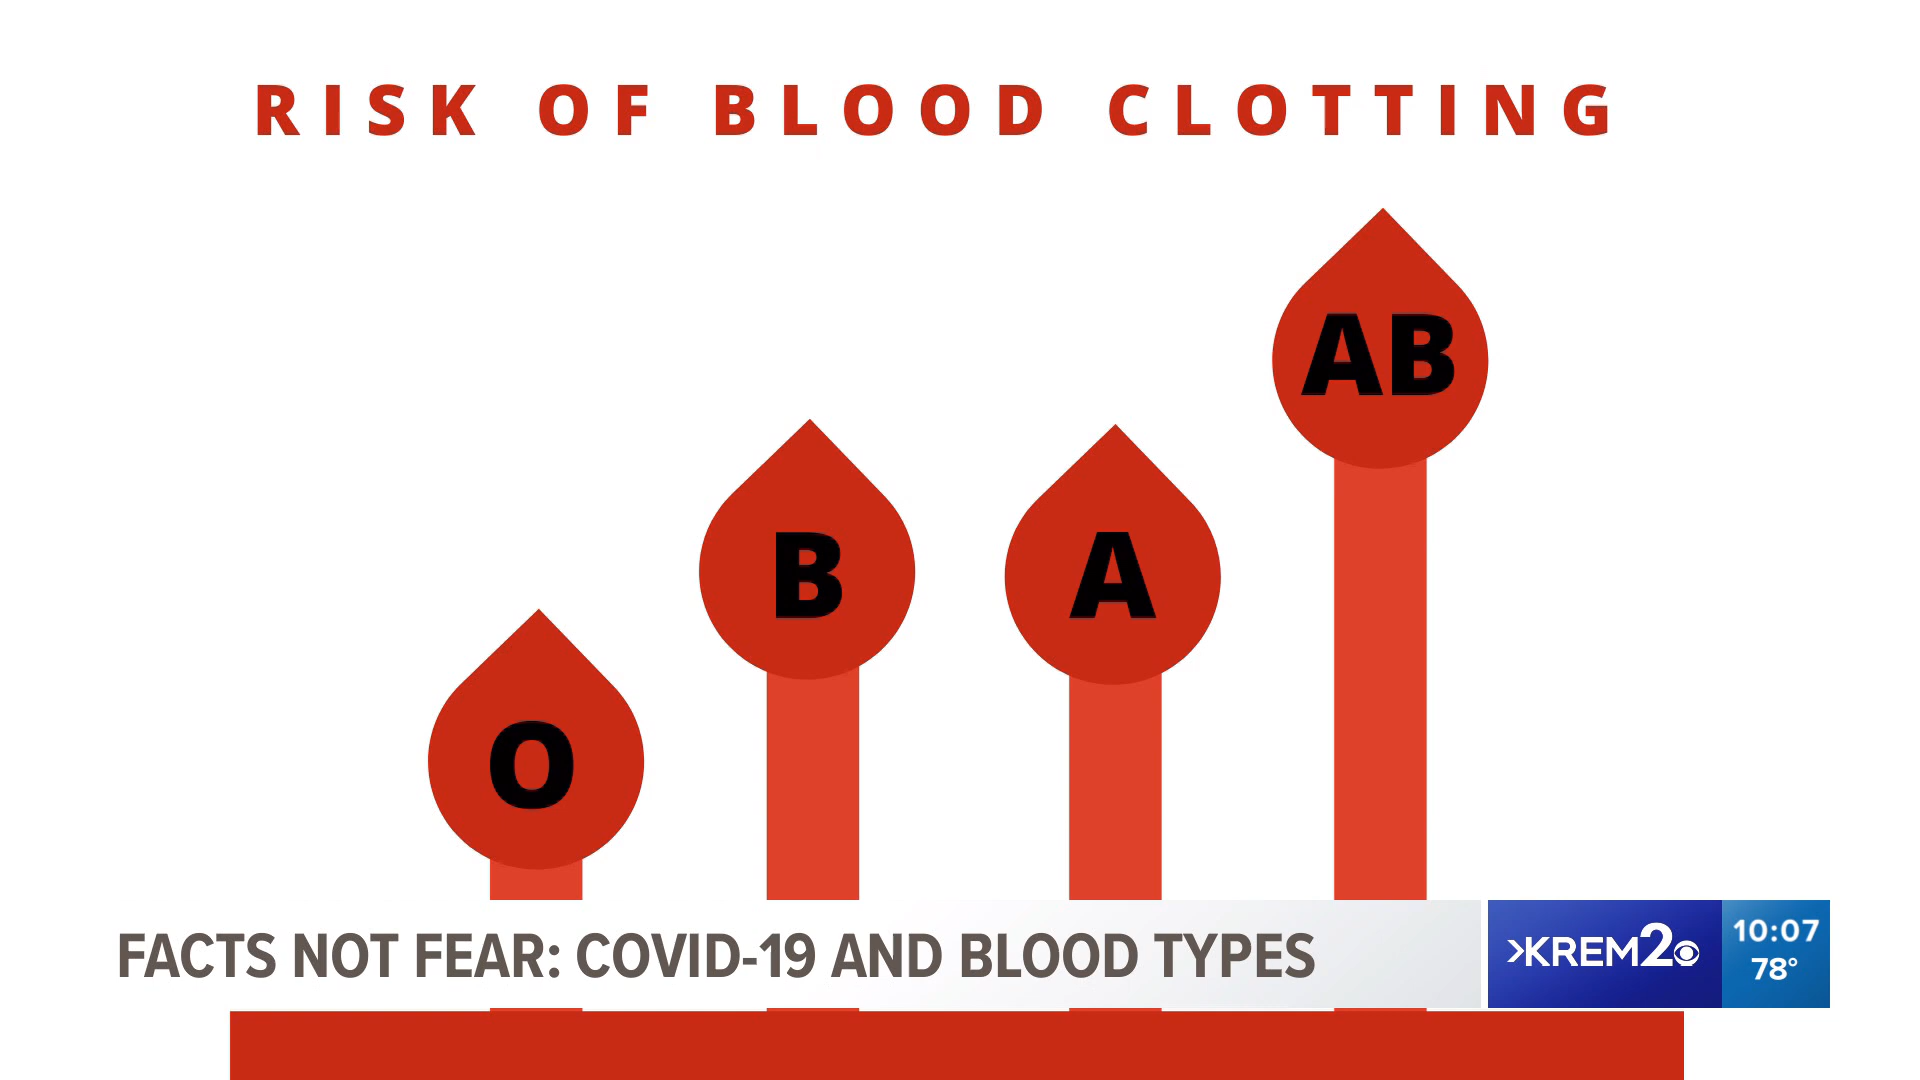 RISK OF BLOOD CLOTTING
AB
B
A
O
FACTS NOT FEAR: COVID-19 AND BLOOD TYPES
KREM2
10:07
78°